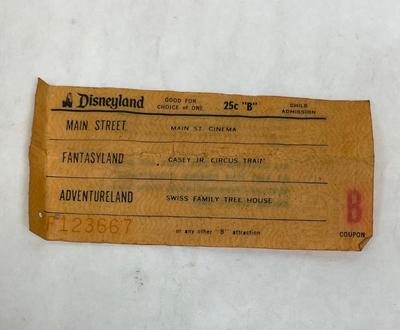 Disneyland GOOD FOR CHOICE of ONE 25c "B" CHILD ADMISSION
MAIN STREET MAIN ST. CINEMA
FANTASYLAND CASEY JR. CIRCUS TRAIN
ADVENTURELAND SWISS FAMILY TREE HOUSE
B
F123667 or any other "B" attraction COUPON